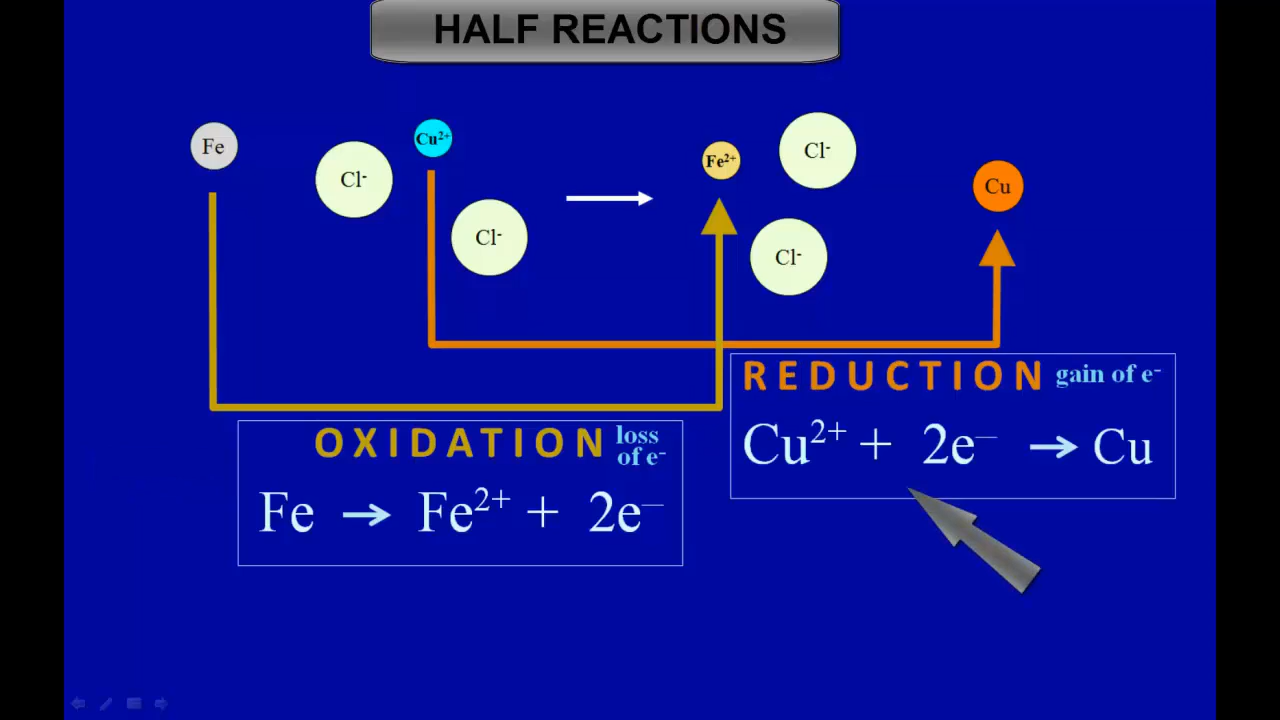 HALF REACTIONS
Fe
Cl⁻
Cu²⁺
Cl⁻
Fe²⁺
Cl⁻
Cl⁻
Cu
REDUCTION gain of e⁻
Cu²⁺ + 2e⁻ → Cu
OXIDATION loss of e⁻
Fe → Fe²⁺ + 2e⁻